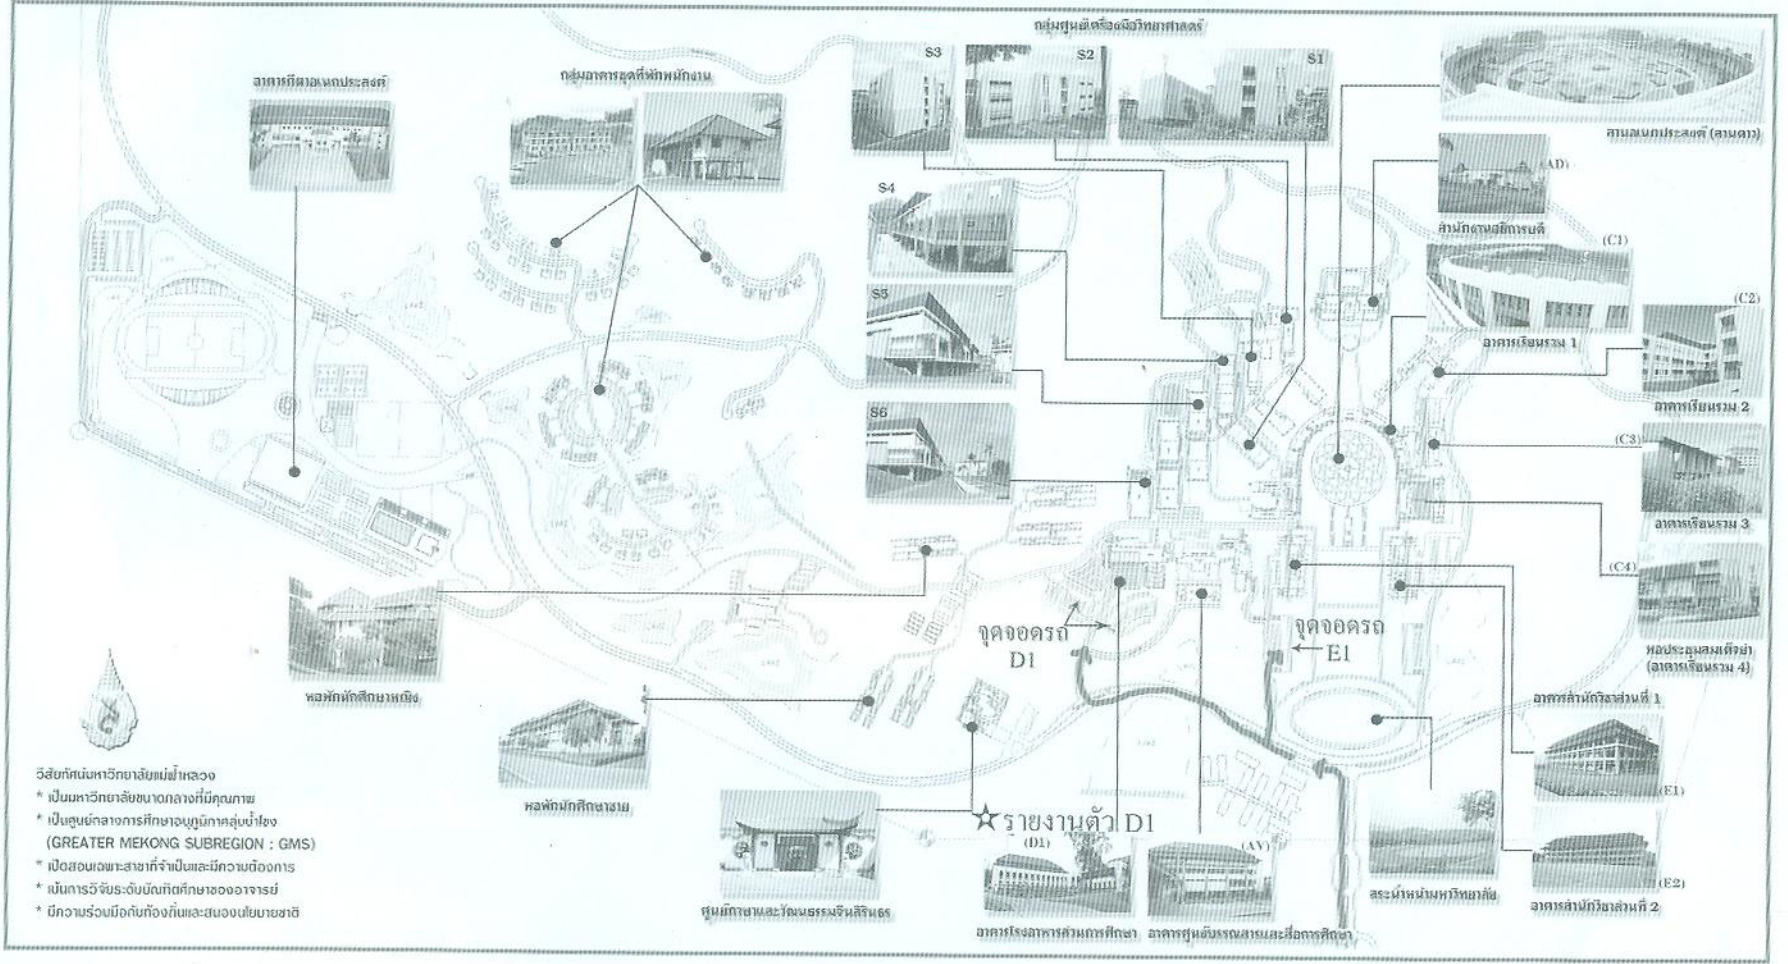 กลุ่มศูนย์เครื่องมือวิทยาศาสตร์
อาคารกีฬาอเนกประสงค์
กลุ่มอาคารชุดที่พักพนักงาน
S3
S2
S1
ลานอเนกประสงค์ (ลานดาว)
(AD)
สำนักงานอธิการบดี
S4
(C1)
อาคารเรียนรวม 1
S5
(C2)
อาคารเรียนรวม 2
S6
(C3)
อาคารเรียนรวม 3
(C4)
หอประชุมสมเด็จย่า
(อาคารเรียนรวม 4)
จุดจอดรถ
D1
จุดจอดรถ
E1
หอพักนักศึกษาหญิง
อาคารสำนักวิชาส่วนที่ 1
(E1)
หอพักนักศึกษาชาย
วิสัยทัศน์มหาวิทยาลัยแม่ฟ้าหลวง
* เป็นมหาวิทยาลัยขนาดกลางที่มีคุณภาพ
* เป็นศูนย์กลางการศึกษาอนุภูมิภาคลุ่มน้ำโขง
(GREATER MEKONG SUBREGION : GMS)
* เปิดสอนเฉพาะสาขาที่จำเป็นและมีความต้องการ
* เน้นการวิจัยระดับบัณฑิตศึกษาของอาจารย์
* มีความร่วมมือกับท้องถิ่นและสนองนโยบายชาติ
☆ รายงานตัว D1
(D1)
(AV)
ศูนย์ภาษาและวัฒนธรรมจีนสิรินธร
อาคารโรงอาหารส่วนการศึกษา
อาคารศูนย์บรรณสารและสื่อการศึกษา
สระน้ำหน้ามหาวิทยาลัย
(E2)
อาคารสำนักวิชาส่วนที่ 2